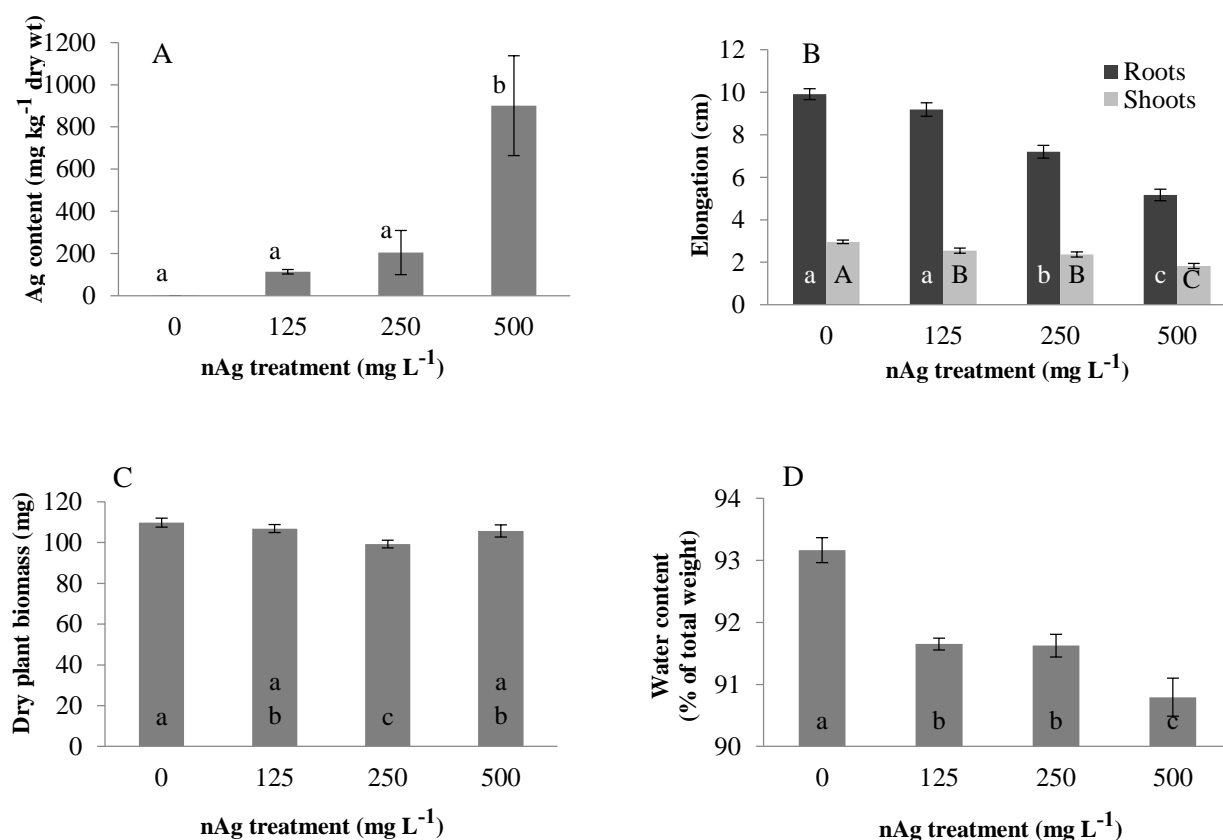 A
Ag content (mg kg-1 dry wt)
1200
1000
800
600
400
200
0
a
a
a
b
0 125 250 500
nAg treatment (mg L-1)
B
Roots
Shoots
Elongation (cm)
12
10
8
6
4
2
0
a A a B b B c C
0 125 250 500
nAg treatment (mg L-1)
C
Dry plant biomass (mg)
120
100
80
60
40
20
0
a a
a b c b
0 125 250 500
nAg treatment (mg L-1)
D
Water content
(% of total weight)
94
93
92
91
90
a b b c
0 125 250 500
nAg treatment (mg L-1)